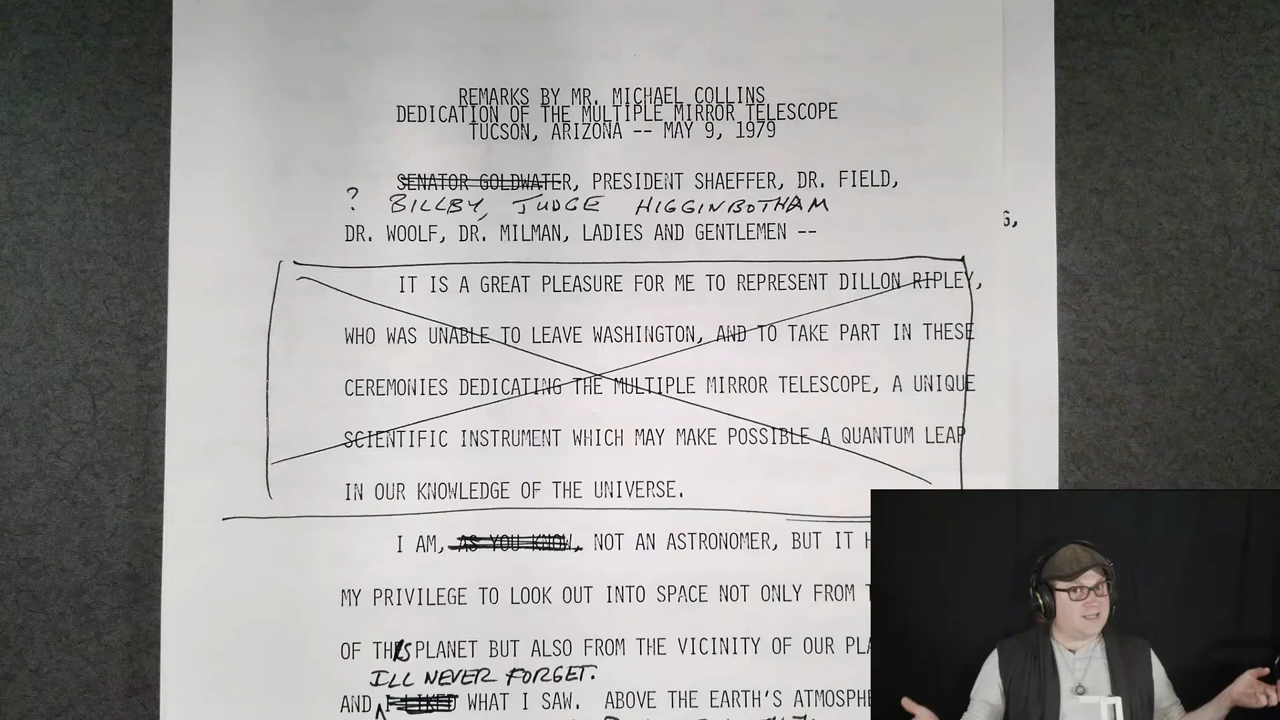 REMARKS BY MR. MICHAEL COLLINS
DEDICATION OF THE MULTIPLE MIRROR TELESCOPE
TUCSON, ARIZONA -- MAY 9, 1979
SENATOR GOLDWATER, PRESIDENT SHAEFFER, DR. FIELD,
? BILLBY, JUDGE HIGGINBOTHAM
DR. WOOLF, DR. MILMAN, LADIES AND GENTLEMEN --
IT IS A GREAT PLEASURE FOR ME TO REPRESENT DILLON RIPLEY,
WHO WAS UNABLE TO LEAVE WASHINGTON, AND TO TAKE PART IN THESE
CEREMONIES DEDICATING THE MULTIPLE MIRROR TELESCOPE, A UNIQUE
SCIENTIFIC INSTRUMENT WHICH MAY MAKE POSSIBLE A QUANTUM LEAP
IN OUR KNOWLEDGE OF THE UNIVERSE.
I AM, AS YOU KNOW, NOT AN ASTRONOMER, BUT IT
MY PRIVILEGE TO LOOK OUT INTO SPACE NOT ONLY FROM
OF THIS PLANET BUT ALSO FROM THE VICINITY OF OUR
ILL NEVER FORGET.
AND I LIKED WHAT I SAW. ABOVE THE EARTH'S